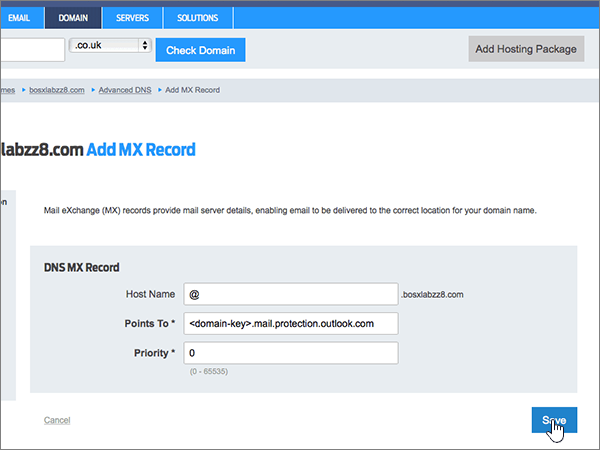 EMAIL DOMAIN SERVERS SOLUTIONS
.co.uk Check Domain Add Hosting Package
bosxlabzz8.com Advanced DNS Add MX Record
labzz8.com Add MX Record
Mail eXchange (MX) records provide mail server details, enabling email to be delivered to the correct location for your domain name.
DNS MX Record
Host Name @ .bosxlabzz8.com
Points To * <domain-key>.mail.protection.outlook.com
Priority * 0
(0 - 65535)
Cancel Save